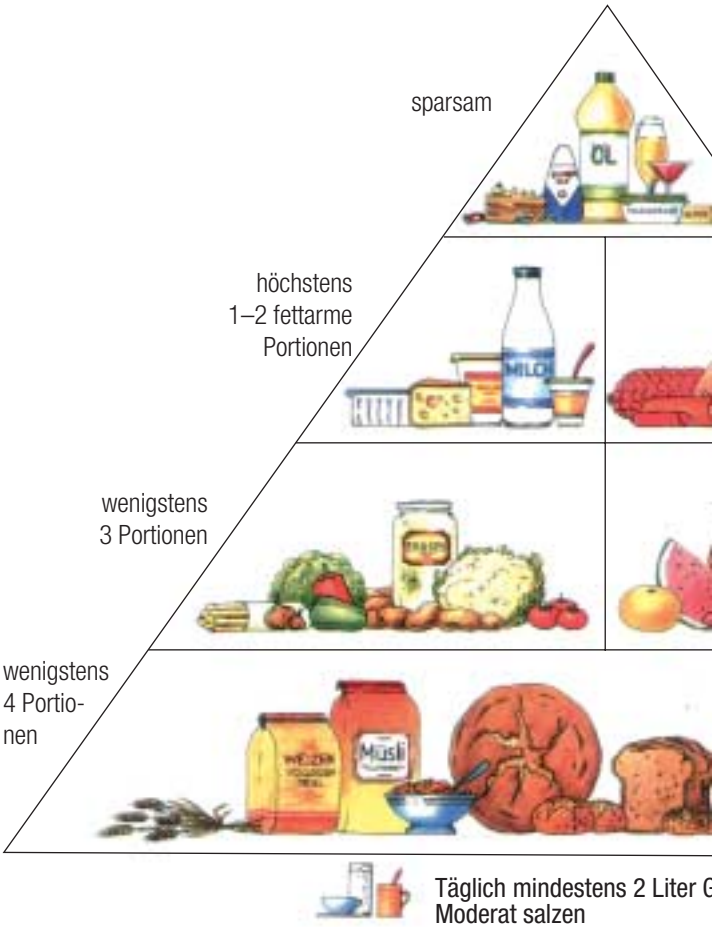 sparsam
ÖL
höchstens
1–2 fettarme
Portionen
MILCH
wenigstens
3 Portionen
wenigstens
4 Portio-
nen
WEIZEN
Müsli
Täglich mindestens 2 Liter G
Moderat salzen